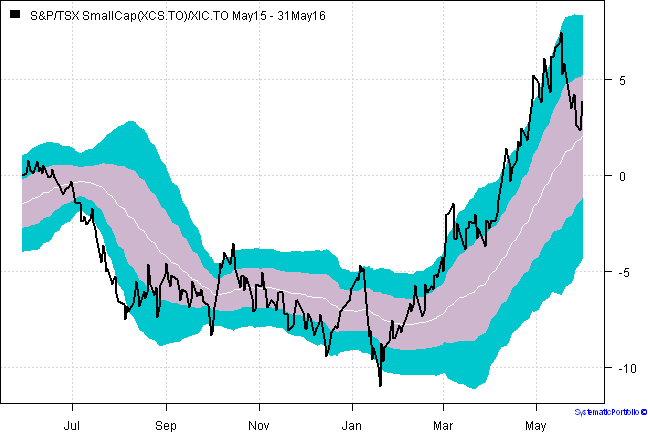 S&P/TSX SmallCap(XCS.TO)/XIC.TO May15 - 31May16
5
0
-5
-10
Jul Sep Nov Jan Mar May
SystematicPortfolio ©